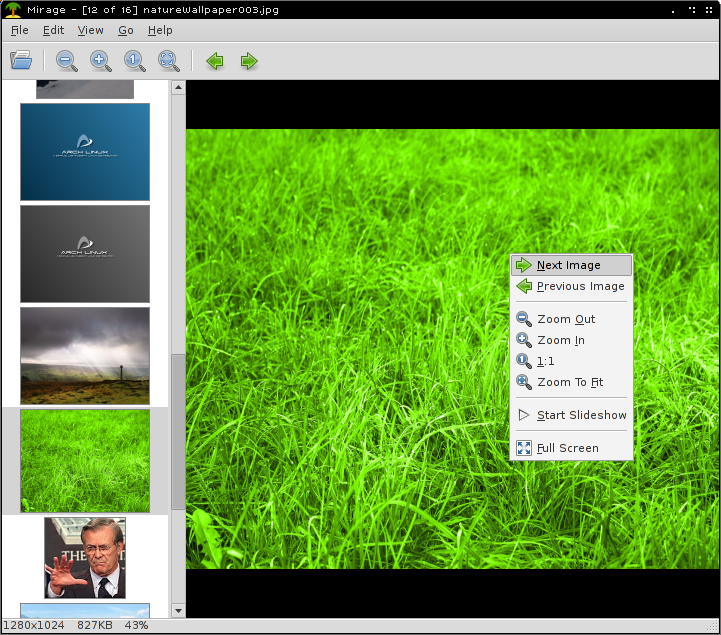 Mirage - [12 of 16] natureWallpaper003.jpg
File Edit View Go Help
1
ARCH LINUX
ARCH LINUX
THE
Next Image
Previous Image
Zoom Out
Zoom In
1:1
Zoom To Fit
Start Slideshow
Full Screen
1280x1024 827KB 43%